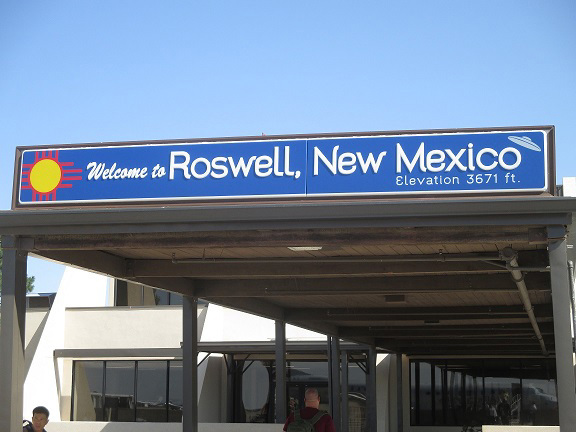 Welcome to Roswell, New Mexico
Elevation 3671 ft.